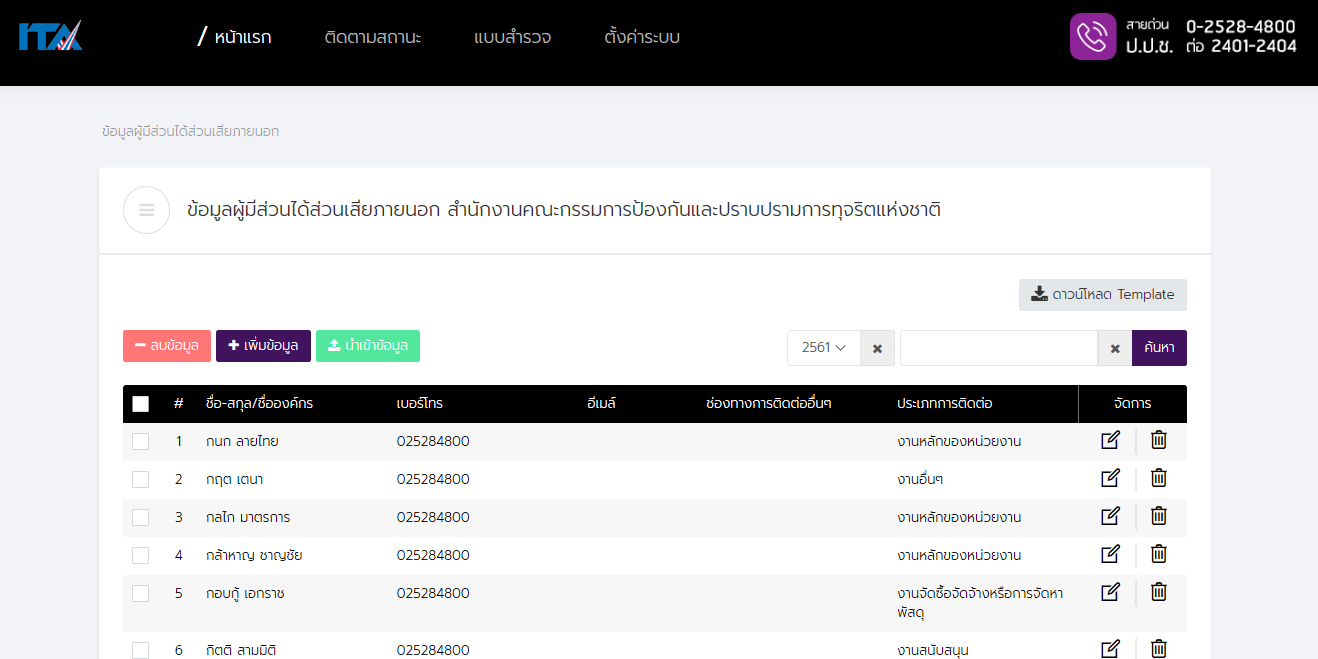 ITA
/ หน้าแรก ติดตามสถานะ แบบสำรวจ ตั้งค่าระบบ
สายด่วน 0-2528-4800
ป.ป.ช. ต่อ 2401-2404
ข้อมูลผู้มีส่วนได้ส่วนเสียภายนอก
ข้อมูลผู้มีส่วนได้ส่วนเสียภายนอก สำนักงานคณะกรรมการป้องกันและปราบปรามการทุจริตแห่งชาติ
ดาวน์โหลด Template
ลบข้อมูล เพิ่มข้อมูล นำเข้าข้อมูล 2561 ค้นหา
# ชื่อ-สกุล/ชื่อองค์กร เบอร์โทร อีเมล์ ช่องทางการติดต่ออื่นๆ ประเภทการติดต่อ จัดการ
1 กนก ลายไทย 025284800 งานหลักของหน่วยงาน
2 กฤต เตนา 025284800 งานอื่นๆ
3 กลไก มาตรการ 025284800 งานหลักของหน่วยงาน
4 กล้าหาญ ชาญชัย 025284800 งานหลักของหน่วยงาน
5 กอบกู้ เอกราช 025284800 งานจัดซื้อจัดจ้างหรือการจัดหา
พัสดุ
6 กิตติ สามมิติ 025284800 งานสนับสนุน